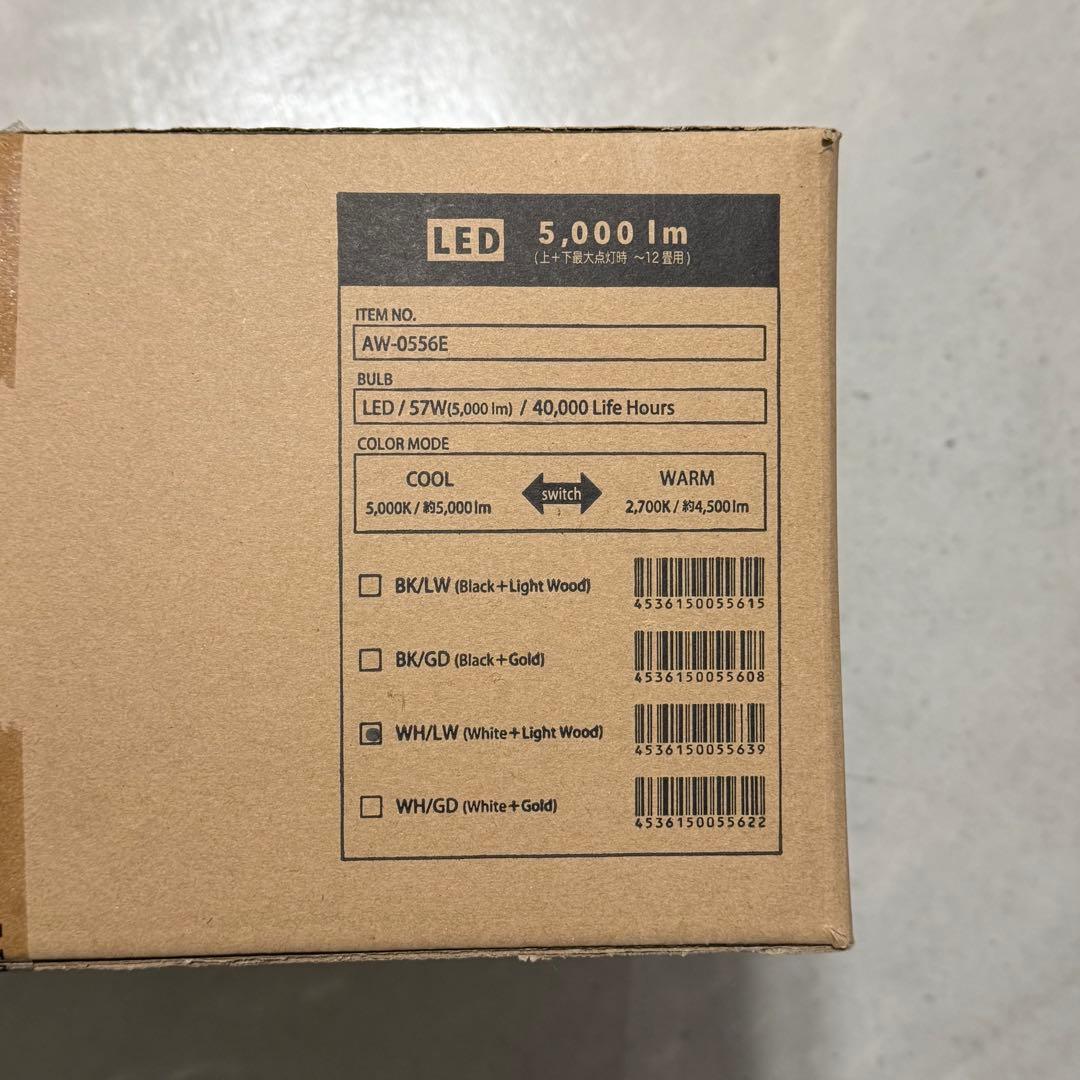 LED 5,000 lm
(上+下最大点灯時 ~12畳用)
ITEM NO.
AW-0556E
BULB
LED / 57W(5,000 lm) / 40,000 Life Hours
COLOR MODE
COOL switch WARM
5,000K / 約5,000lm 2,700K / 約4,500lm
BK/LW (Black+Light Wood)
4536150055615
BK/GD (Black+Gold)
4536150055608
WH/LW (White+Light Wood)
4536150055639
WH/GD (White+Gold)
4536150055622